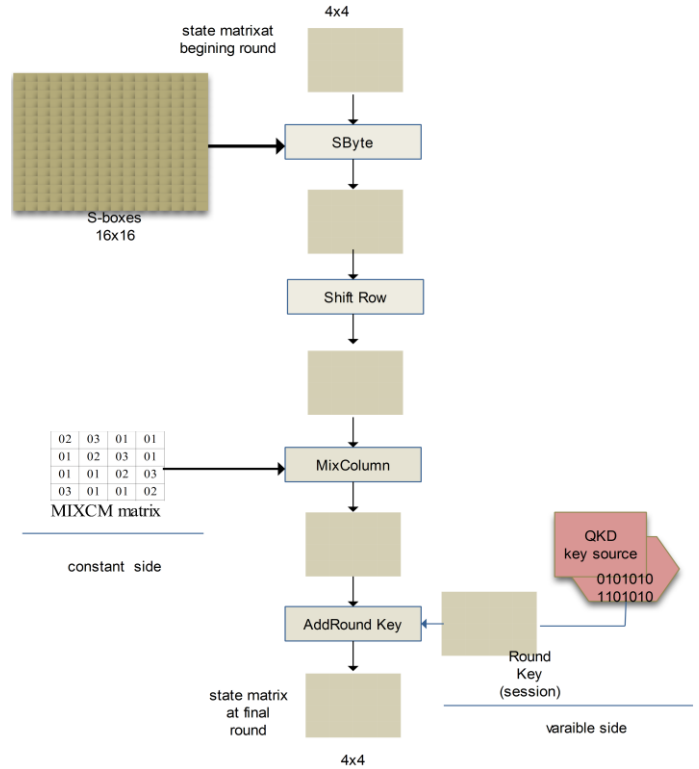 4x4
state matrixat
begining round
SByte
S-boxes
16x16
Shift Row
02 03 01 01
01 02 03 01
01 01 02 03
03 01 01 02
MIXCM matrix
MixColumn
constant side
QKD
key source
0101010
1101010
AddRound Key
Round
Key
(session)
varaible side
state matrix
at final
round
4x4